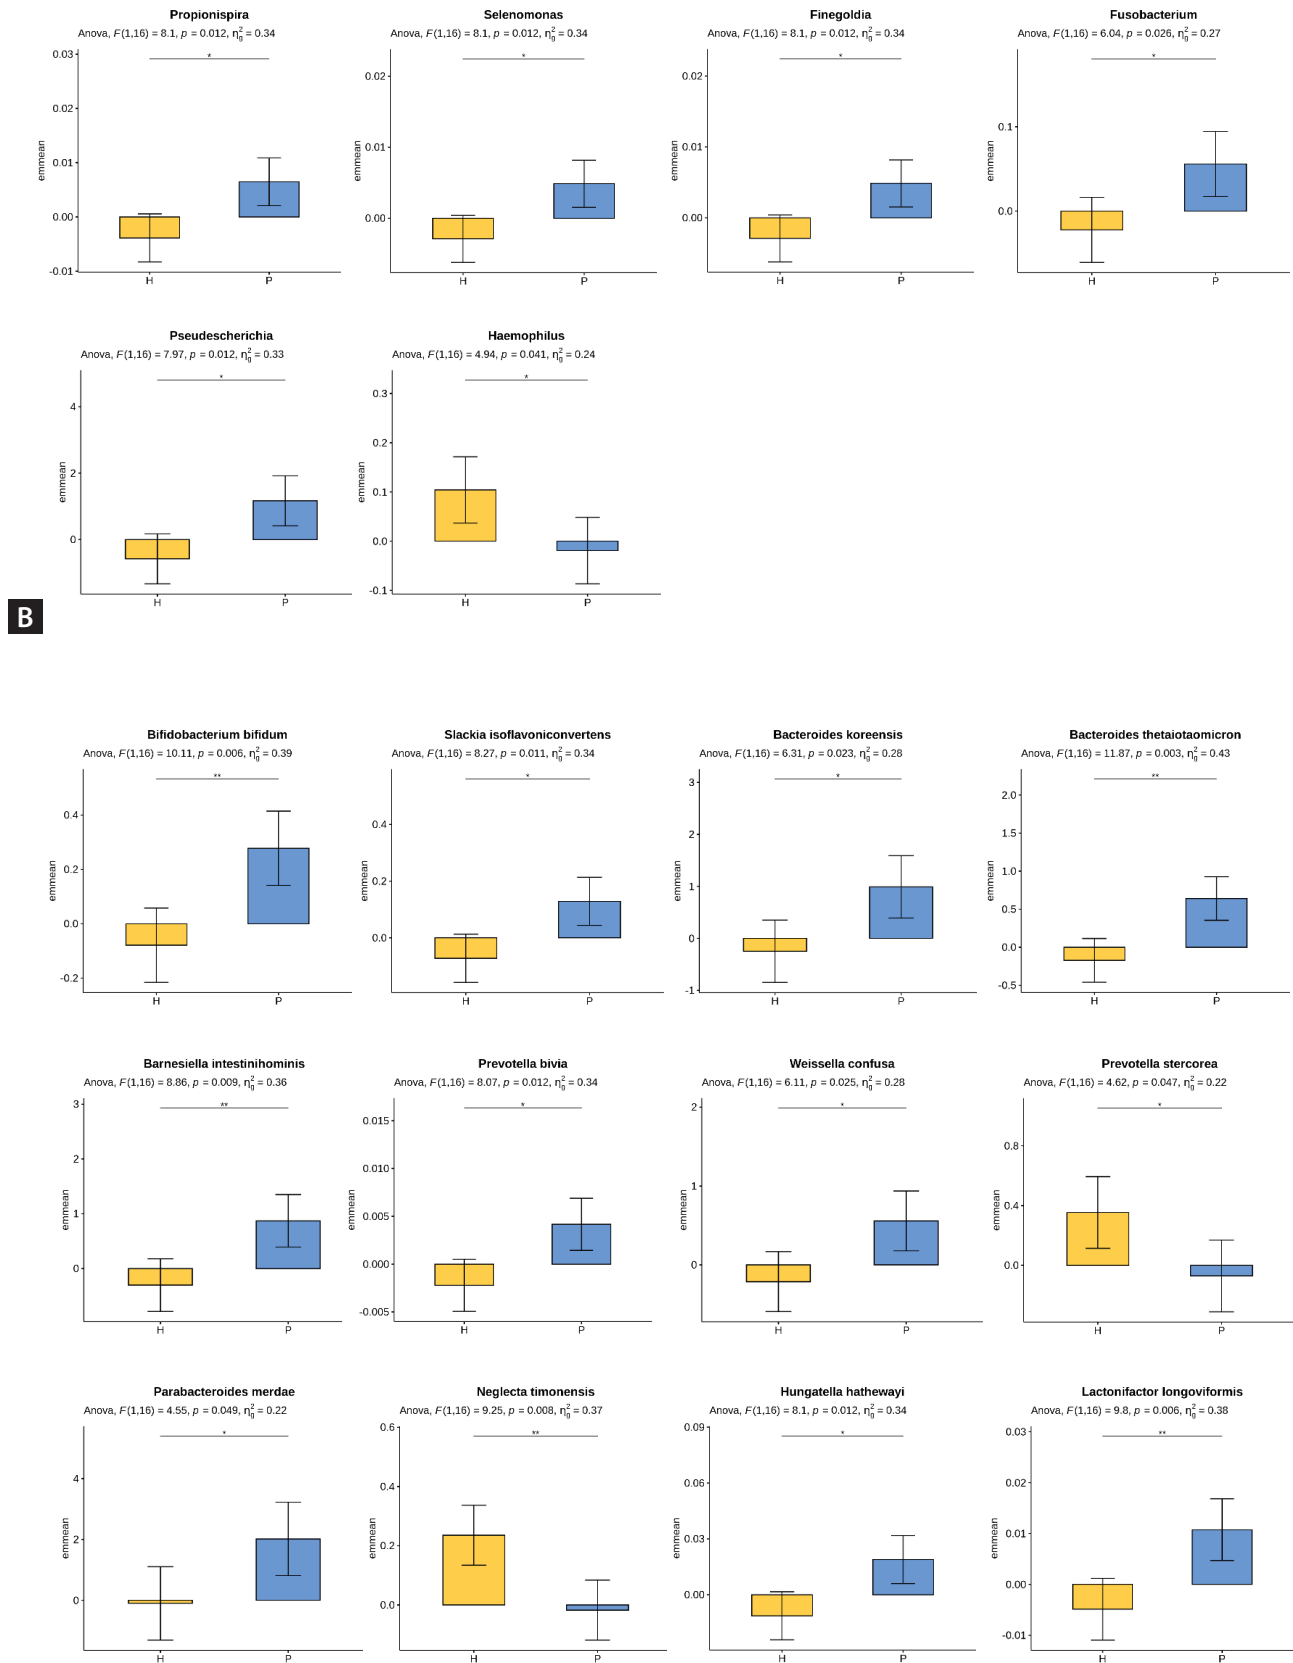 Propionispira
Anova, F(1,16) = 8.1, p = 0.012, η²g = 0.34
*
0.03
0.02
0.01
0.00
-0.01
emmean
H P
Selenomonas
Anova, F(1,16) = 8.1, p = 0.012, η²g = 0.34
*
0.02
0.01
0.00
emmean
H P
Finegoldia
Anova, F(1,16) = 8.1, p = 0.012, η²g = 0.34
*
0.02
0.01
0.00
emmean
H P
Fusobacterium
Anova, F(1,16) = 6.04, p = 0.026, η²g = 0.27
*
0.1
0.0
emmean
H P
Pseudescherichia
Anova, F(1,16) = 7.97, p = 0.012, η²g = 0.33
*
4
2
0
emmean
H P
Haemophilus
Anova, F(1,16) = 4.94, p = 0.041, η²g = 0.24
*
0.3
0.2
0.1
0.0
-0.1
emmean
H P
B
Bifidobacterium bifidum
Anova, F(1,16) = 10.11, p = 0.006, η²g = 0.39
**
0.4
0.2
0.0
-0.2
emmean
H P
Slackia isoflavoniconvertens
Anova, F(1,16) = 8.27, p = 0.011, η²g = 0.34
*
0.4
0.2
0.0
emmean
H P
Bacteroides koreensis
Anova, F(1,16) = 6.31, p = 0.023, η²g = 0.28
*
3
2
1
0
-1
emmean
H P
Bacteroides thetaiotaomicron
Anova, F(1,16) = 11.87, p = 0.003, η²g = 0.43
**
2.0
1.5
1.0
0.5
0.0
-0.5
emmean
H P
Barnesiella intestinihominis
Anova, F(1,16) = 8.86, p = 0.009, η²g = 0.36
**
3
2
1
0
emmean
H P
Prevotella bivia
Anova, F(1,16) = 8.07, p = 0.012, η²g = 0.34
*
0.015
0.010
0.005
0.000
-0.005
emmean
H P
Weissella confusa
Anova, F(1,16) = 6.11, p = 0.025, η²g = 0.28
*
2
1
0
emmean
H P
Prevotella stercorea
Anova, F(1,16) = 4.62, p = 0.047, η²g = 0.22
*
0.8
0.4
0.0
emmean
H P
Parabacteroides merdae
Anova, F(1,16) = 4.55, p = 0.049, η²g = 0.22
*
4
2
0
emmean
H P
Neglecta timonensis
Anova, F(1,16) = 9.25, p = 0.008, η²g = 0.37
**
0.6
0.4
0.2
0.0
emmean
H P
Hungatella hathewayi
Anova, F(1,16) = 8.1, p = 0.012, η²g = 0.34
*
0.09
0.06
0.03
0.00
emmean
H P
Lactonifactor longoviformis
Anova, F(1,16) = 9.8, p = 0.006, η²g = 0.38
**
0.03
0.02
0.01
0.00
-0.01
emmean
H P